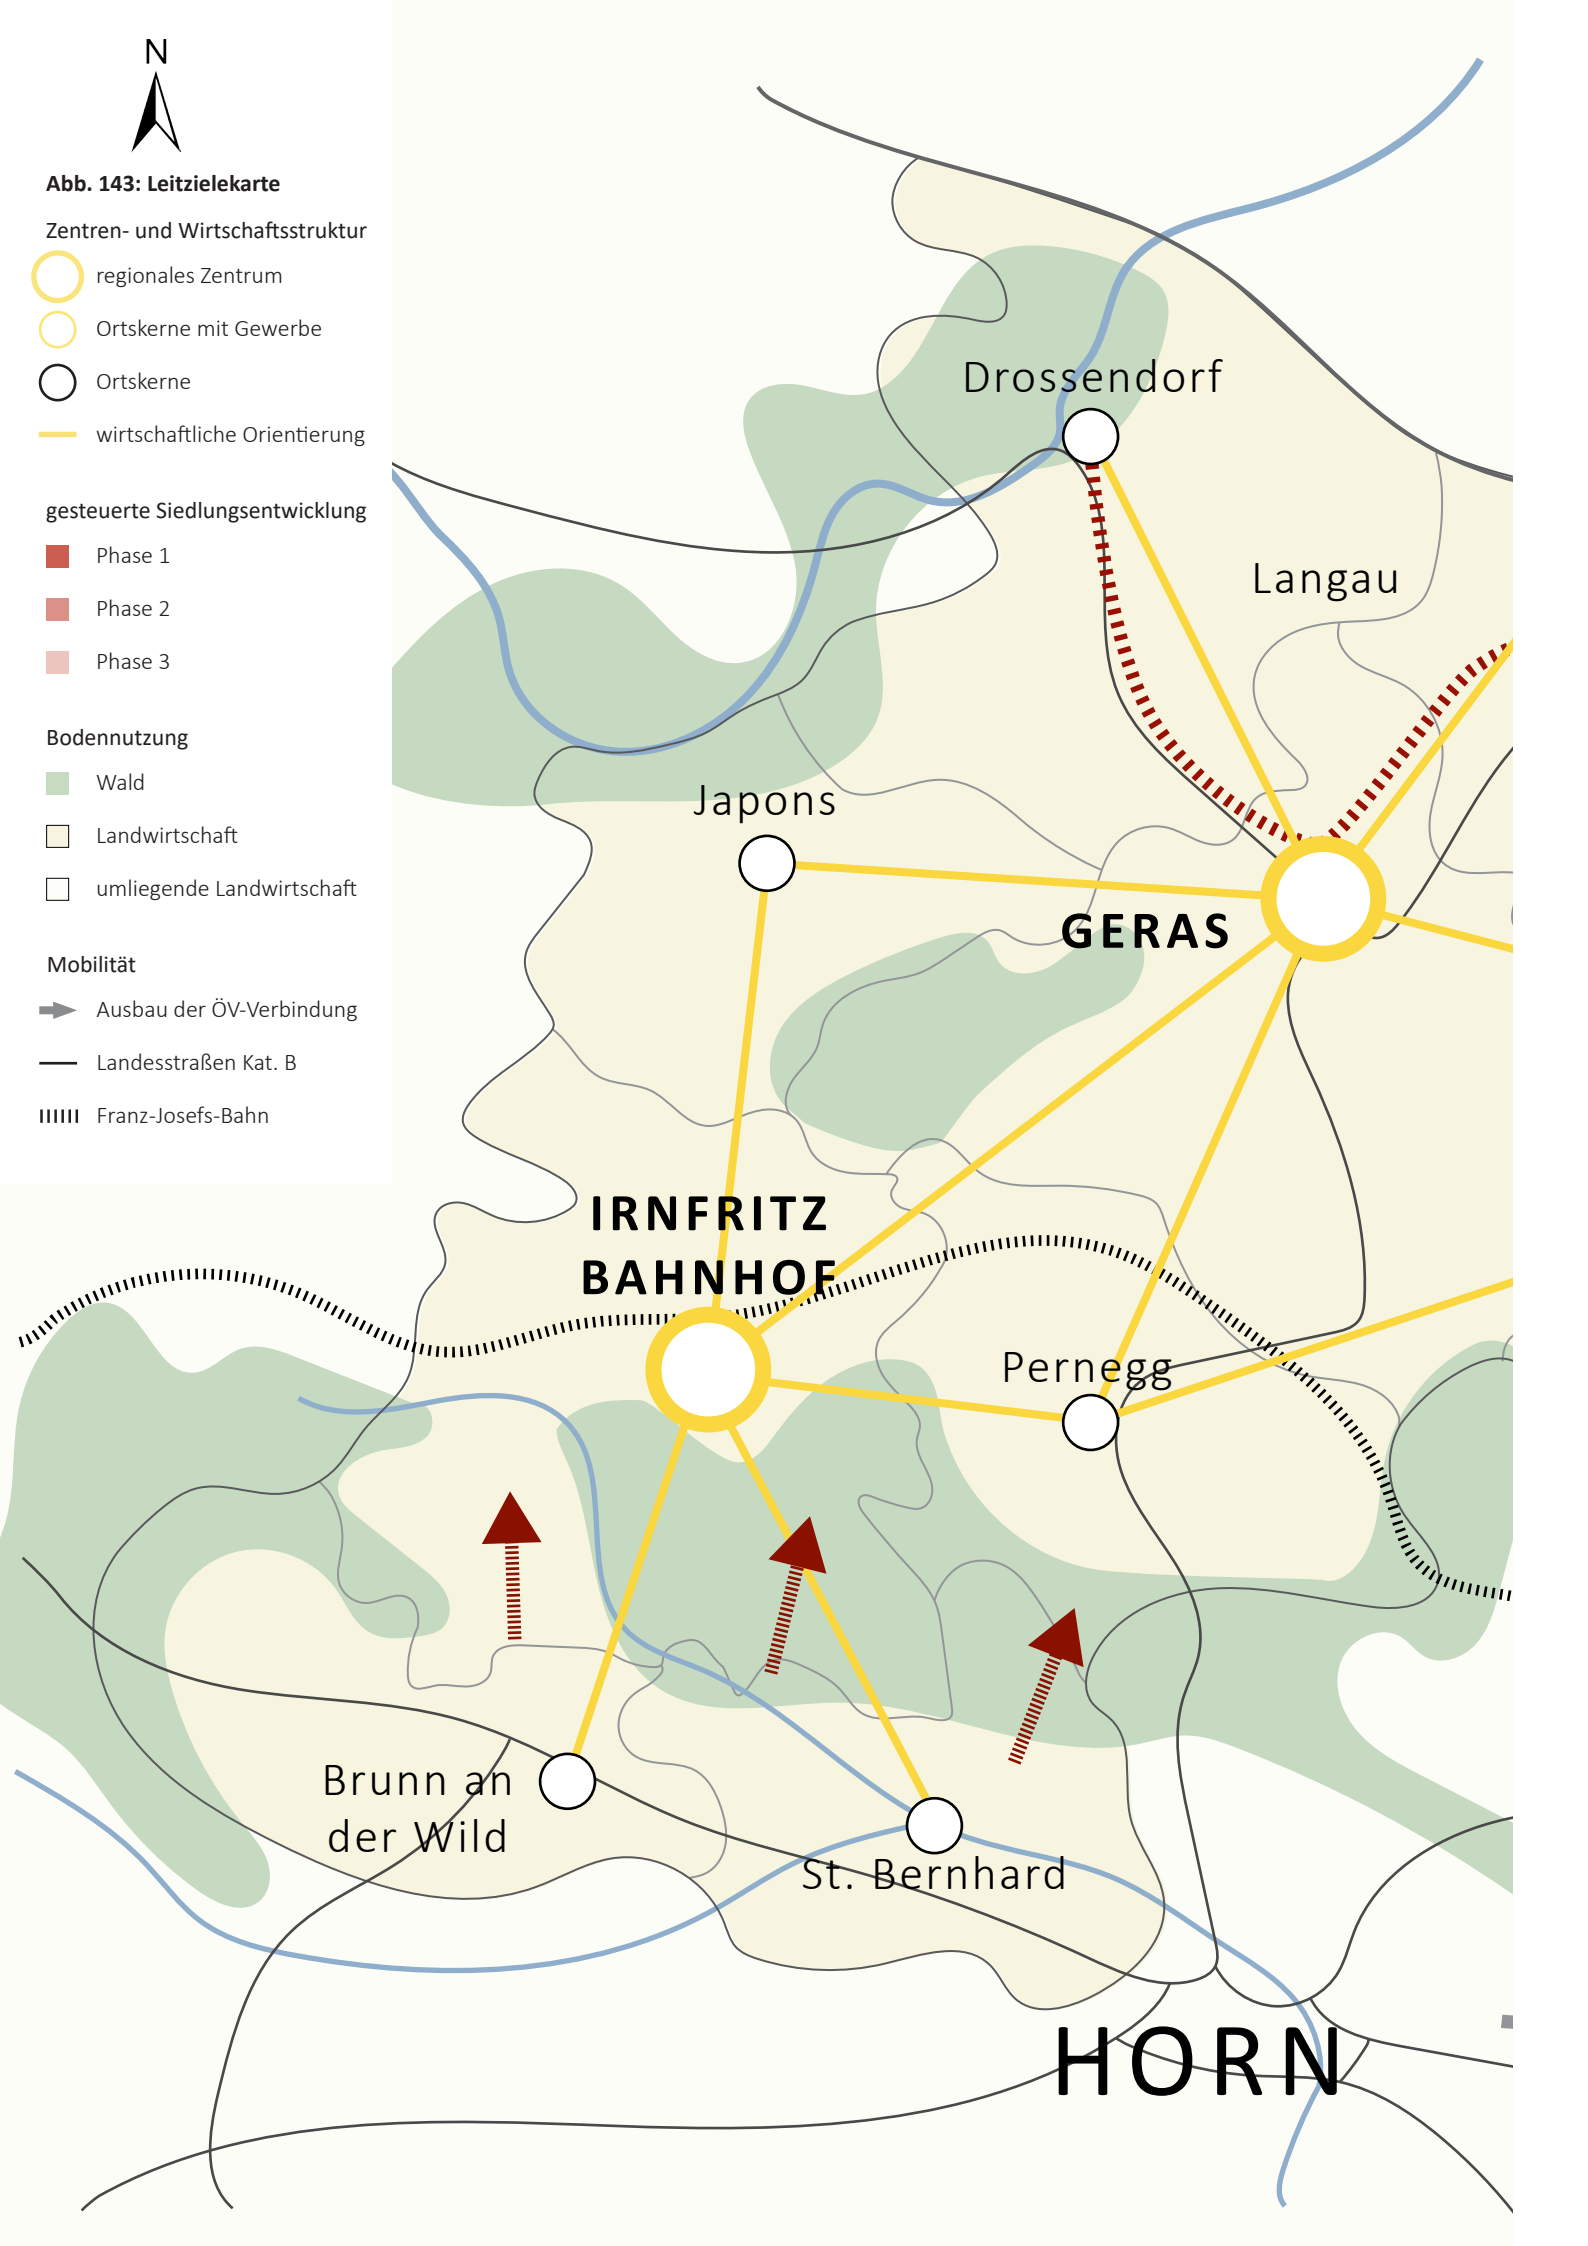 N
Abb. 143: Leitzielekarte
Zentren- und Wirtschaftsstruktur
regionales Zentrum
Ortskerne mit Gewerbe
Ortskerne
wirtschaftliche Orientierung
gesteuerte Siedlungsentwicklung
Phase 1
Phase 2
Phase 3
Bodennutzung
Wald
Landwirtschaft
umliegende Landwirtschaft
Mobilität
Ausbau der ÖV-Verbindung
Landesstraßen Kat. B
Franz-Josefs-Bahn
Drossendorf
Langau
Japons
GERAS
IRNFRITZ
BAHNHOF
Pernegg
Brunn an
der Wild
St. Bernhard
HORN